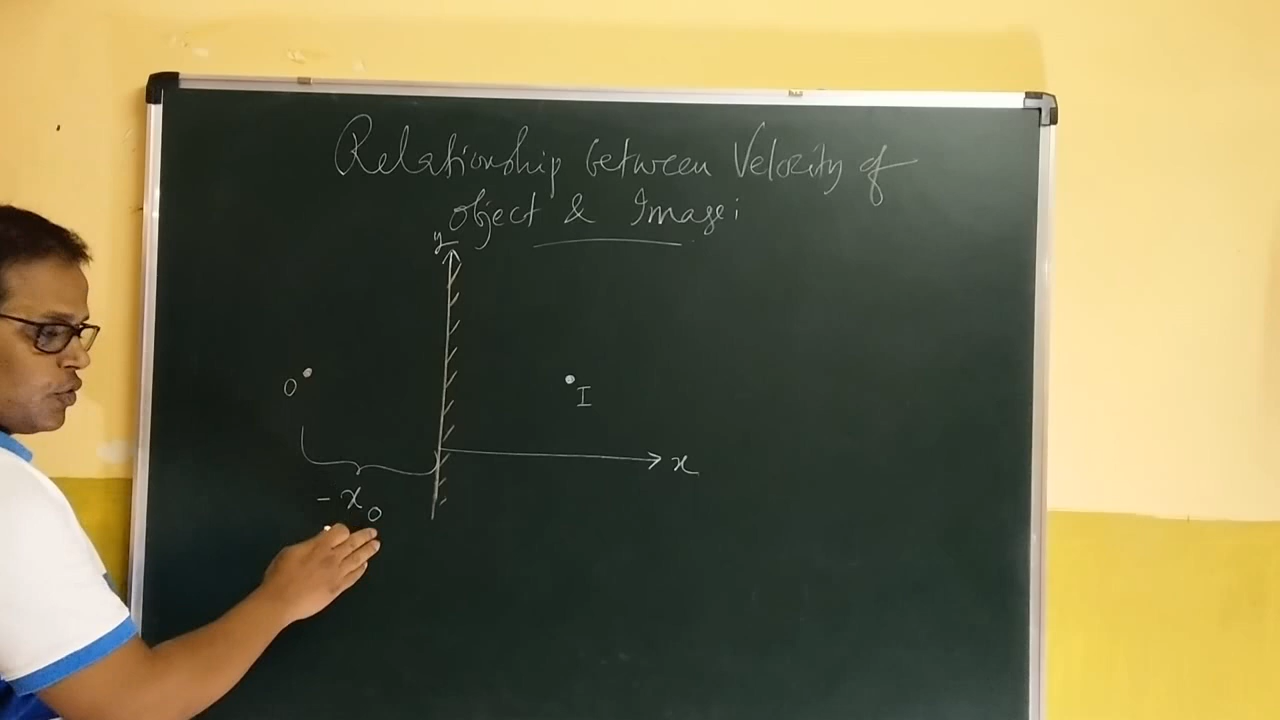 Relationship between Velocity of
object & Image:
y
O
I
x
- x₀